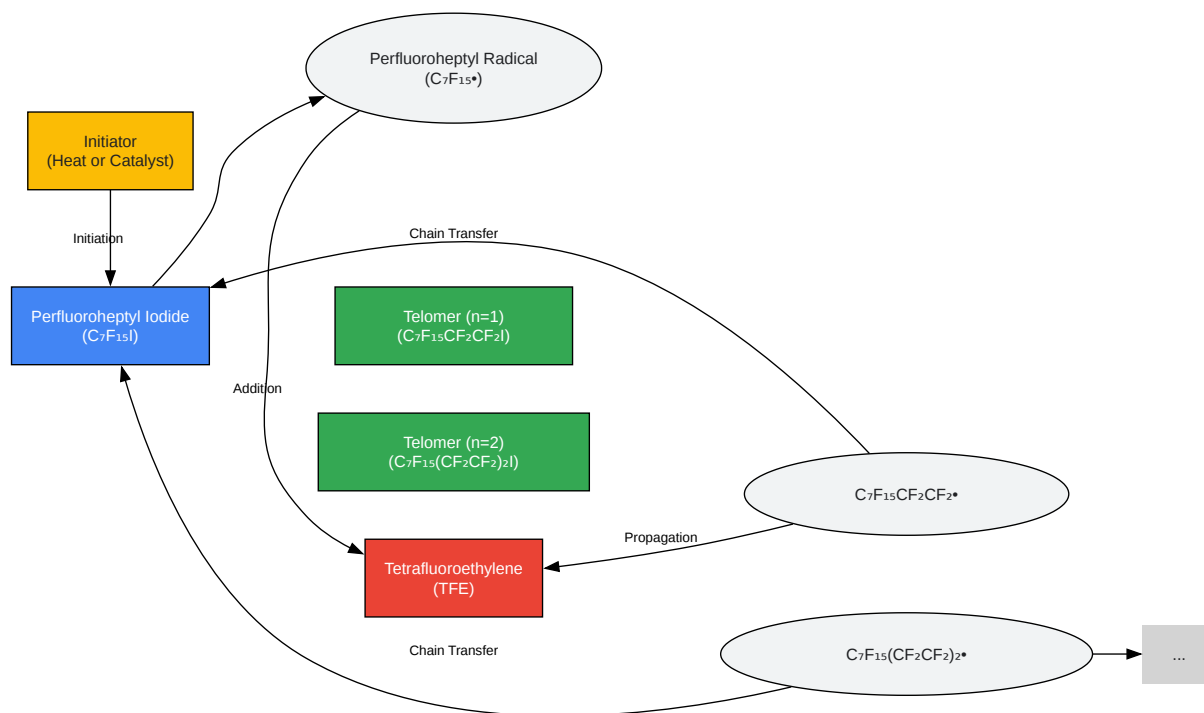 Perfluoroheptyl Radical
(C₇F₁₅•)
Initiator
(Heat or Catalyst)
Initiation
Chain Transfer
Perfluoroheptyl Iodide
(C₇F₁₅I)
Telomer (n=1)
(C₇F₁₅CF₂CF₂I)
Addition
Telomer (n=2)
(C₇F₁₅(CF₂CF₂)₂I)
C₇F₁₅CF₂CF₂•
Propagation
Tetrafluoroethylene
(TFE)
Chain Transfer
C₇F₁₅(CF₂CF₂)₂•
...